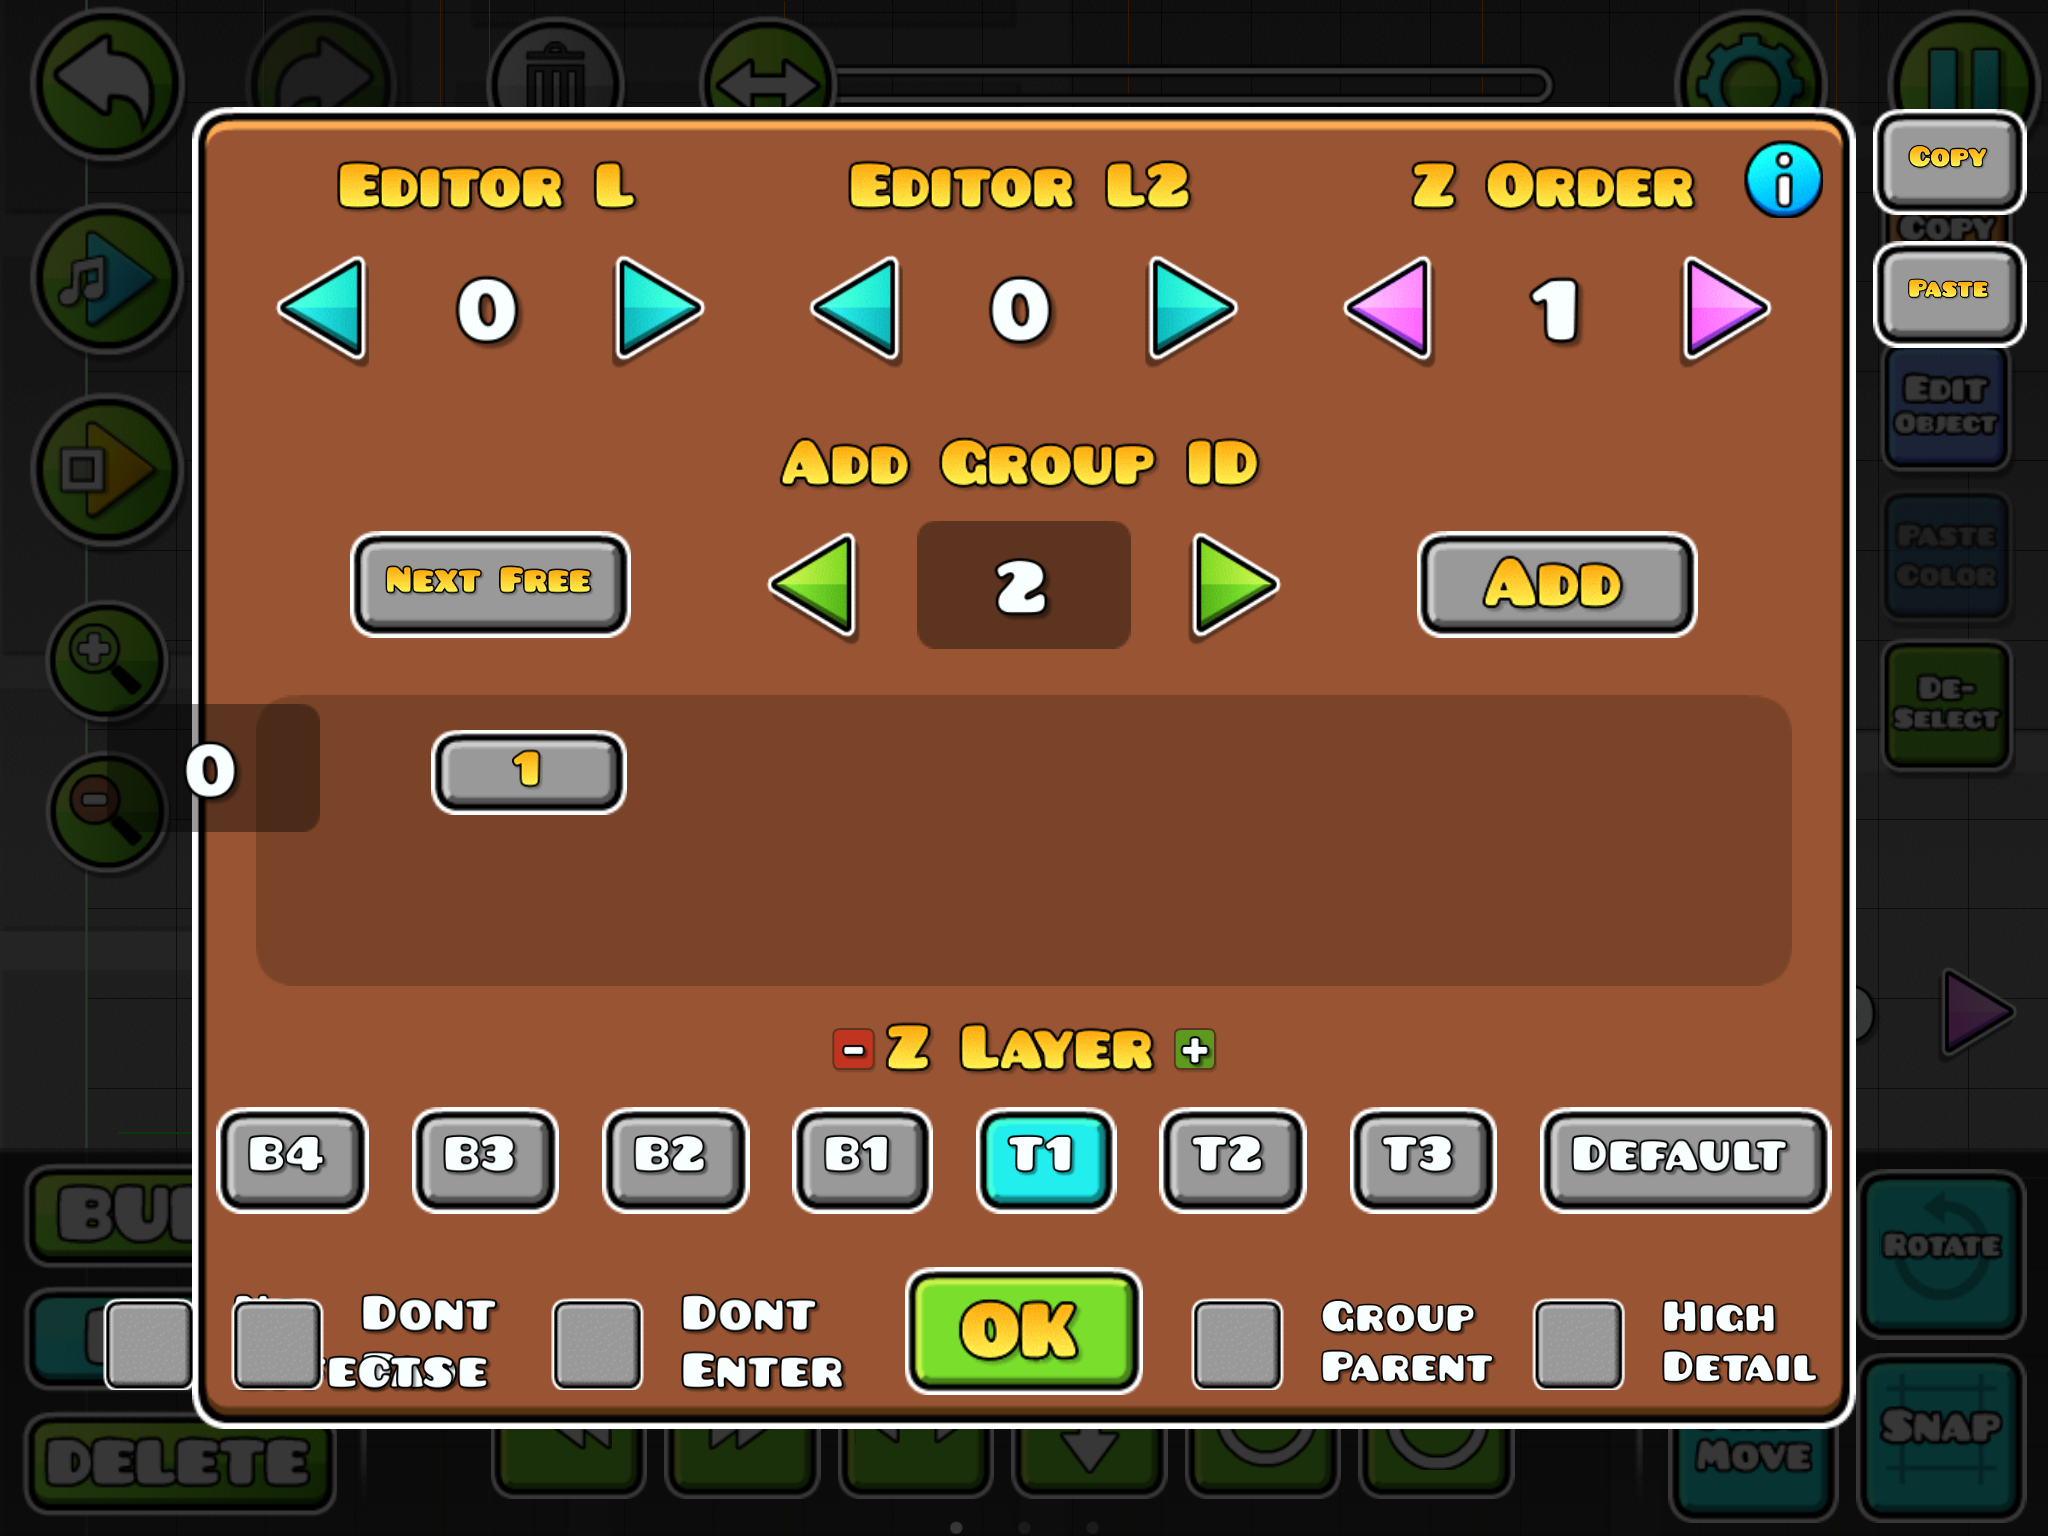 Editor L Editor L2 Z Order
Copy
Copy
0 0 1
Paste
Edit
Object
Add Group ID
Next Free 2 Add
Paste
Color
De-
Select
0 1
- Z Layer +
B4 B3 B2 B1 T1 T2 T3 Default
Rotate
Dont Dont OK Group High
Enter Parent Detail
Snap
Delete Move